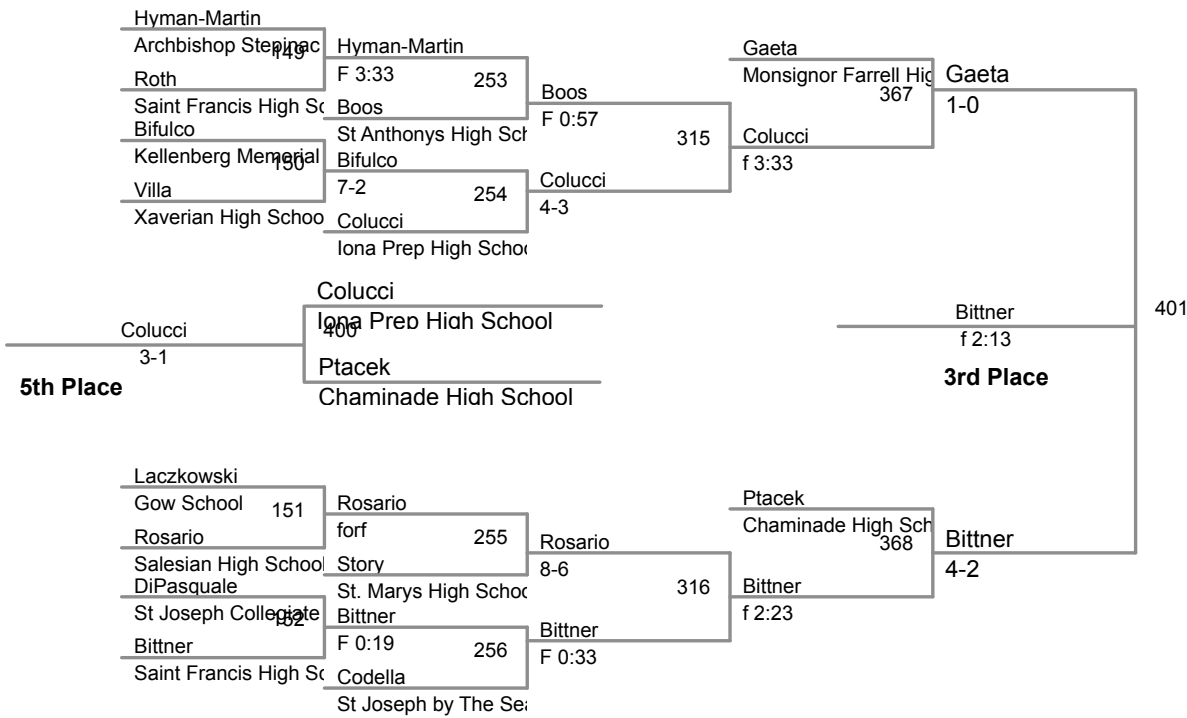 Hyman-Martin
Archbishop Stepinac
149
Roth
Saint Francis High Sc
Bifulco
Kellenberg Memorial
150
Villa
Xaverian High Schoo
Hyman-Martin
F 3:33
253
Boos
St Anthonys High Sch
Bifulco
7-2
254
Colucci
Iona Prep High Schoo
Boos
F 0:57
315
Colucci
4-3
Gaeta
Monsignor Farrell Hig
367
Colucci
f 3:33
Gaeta
1-0
Colucci
Iona Prep High School
400
Ptacek
Chaminade High School
Colucci
3-1
5th Place
401
Bittner
f 2:13
3rd Place
Laczkowski
Gow School
151
Rosario
Salesian High School
DiPasquale
St Joseph Collegiate
152
Bittner
Saint Francis High Sc
Rosario
forf
255
Story
St. Marys High Schoo
Bittner
F 0:19
256
Codella
St Joseph by The Sea
Rosario
8-6
316
Bittner
F 0:33
Ptacek
Chaminade High Sch
368
Bittner
f 2:23
Bittner
4-2